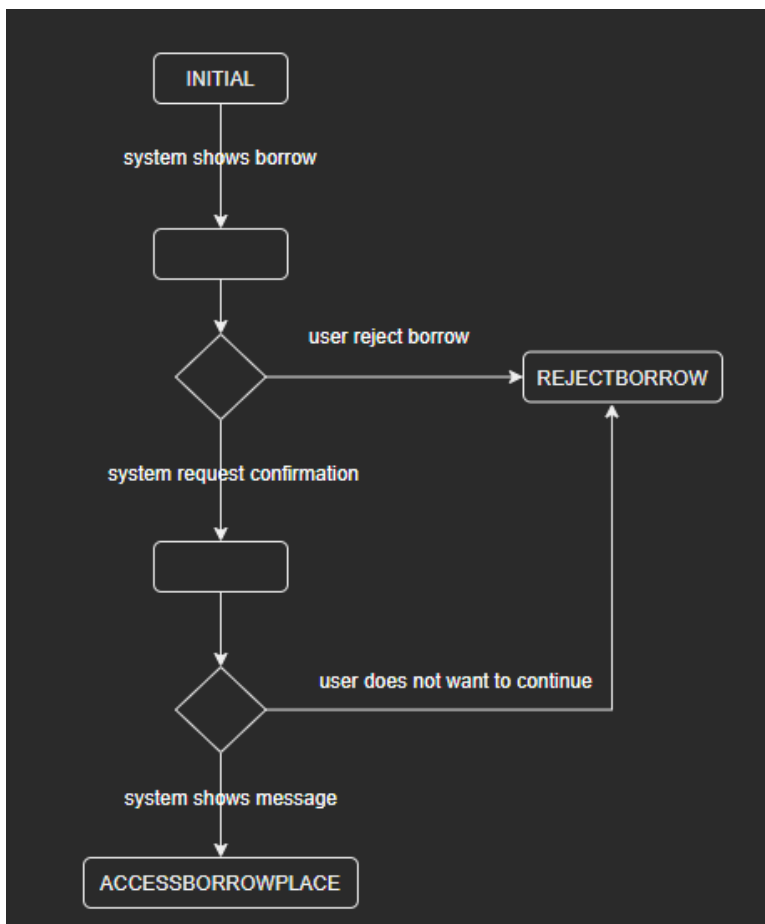 INITIAL
system shows borrow
user reject borrow
REJECTBORROW
system request confirmation
user does not want to continue
system shows message
ACCESSBORROWPLACE